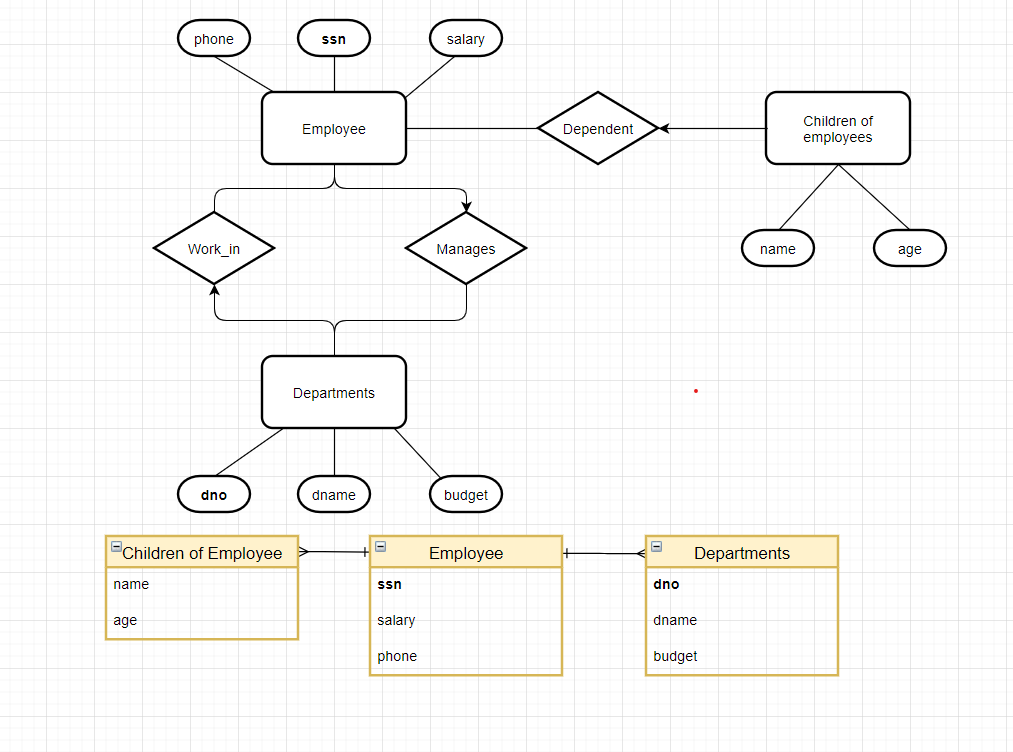 phone
ssn
salary
Employee
Dependent
Children of
employees
Work_in
Manages
name
age
Departments
dno
dname
budget
Children of Employee
name
age
Employee
ssn
salary
phone
Departments
dno
dname
budget